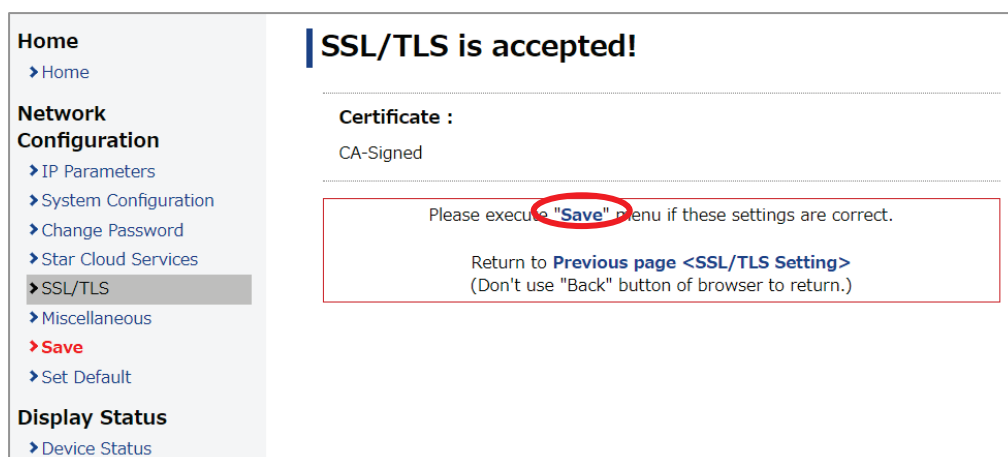 Home
Home
Network
Configuration
IP Parameters
System Configuration
Change Password
Star Cloud Services
SSL/TLS
Miscellaneous
Save
Set Default
Display Status
Device Status
SSL/TLS is accepted!
Certificate :
CA-Signed
Please execute "Save" menu if these settings are correct.
Return to Previous page <SSL/TLS Setting>
(Don't use "Back" button of browser to return.)